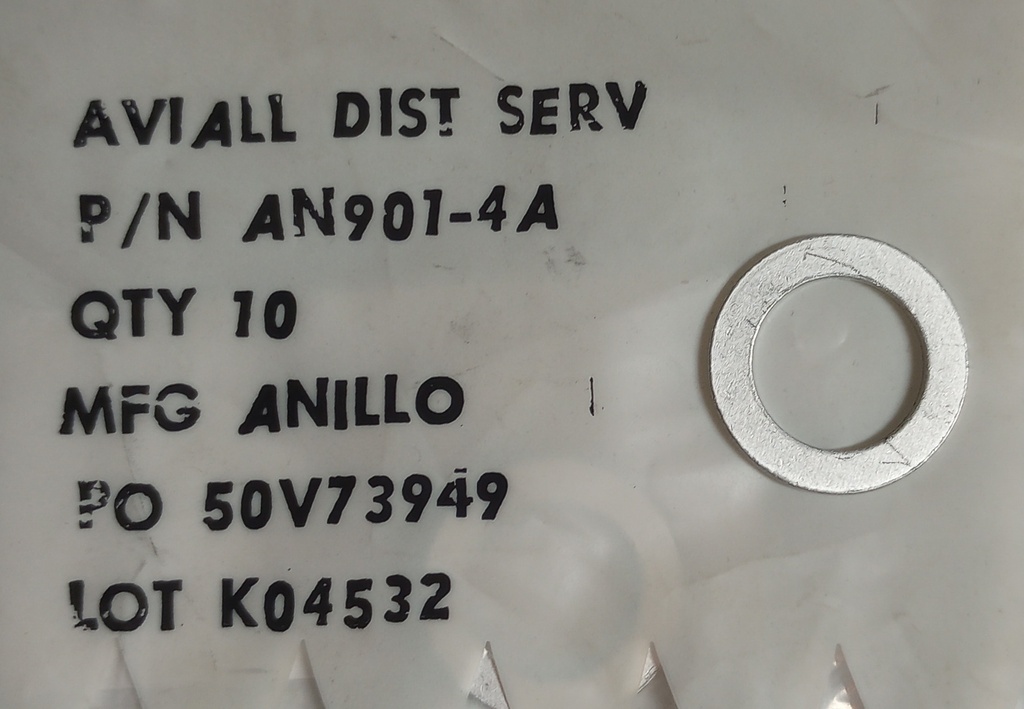 AVIALL DIST SERV
P/N AN901-4A
QTY 10
MFG ANILLO
PO 50V73949
LOT K04532